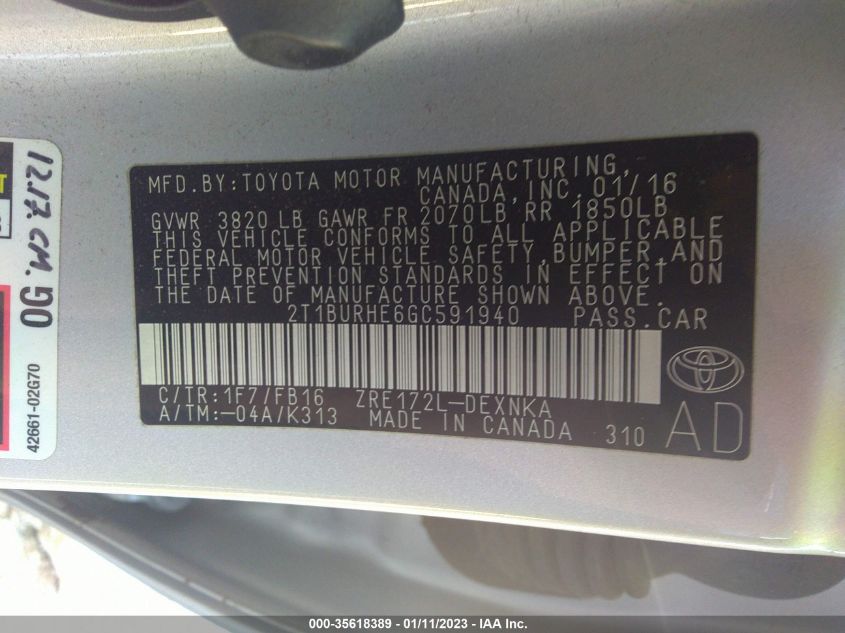 MFD.BY:TOYOTA MOTOR MANUFACTURING,
CANADA,INC. 01/16
GVWR 3820 LB GAWR FR 2070LB RR 1850LB
THIS VEHICLE CONFORMS TO ALL APPLICABLE
FEDERAL MOTOR VEHICLE SAFETY,BUMPER,AND
THEFT PREVENTION STANDARDS IN EFFECT ON
THE DATE OF MANUFACTURE SHOWN ABOVE.
2T1BURHE6GC591940 PASS.CAR
C/TR:1F7/FB16 ZRE172L-DEXNKA
A/TM:-04A/K313 MADE IN CANADA 310
AD
42661-02G70
000-35618389 - 01/11/2023 - IAA Inc.